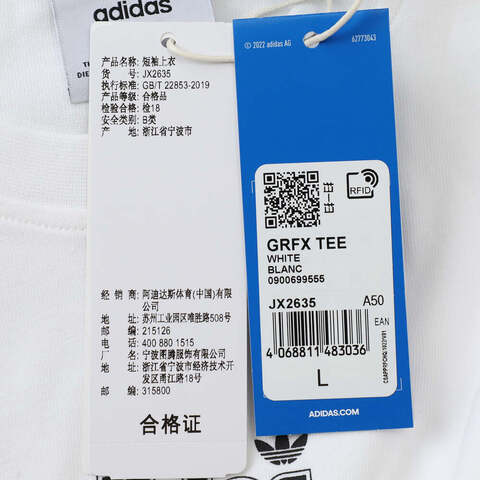 adidas
产品名称: 短袖上衣
货 号: JX2635
执行标准: GB/T 22853-2019
产品等级: 合格品
检验合格: 检18
安全类别: B类
产 地: 浙江省宁波市
经 销 商: 阿迪达斯体育(中国)有限
公司
地 址: 苏州工业园区唯胜路508号
邮 编: 215126
电 话: 400 880 1515
厂 家: 宁波图腾服饰有限公司
地 址: 浙江省宁波市经济技术开
发区甬江路18号
邮 编: 315800
合格证
© 2022 adidas AG
62773043
RFID
GRFX TEE
WHITE
BLANC
0900699555
JX2635 A50
EAN
4 068811 483036
L
ADIDAS.COM